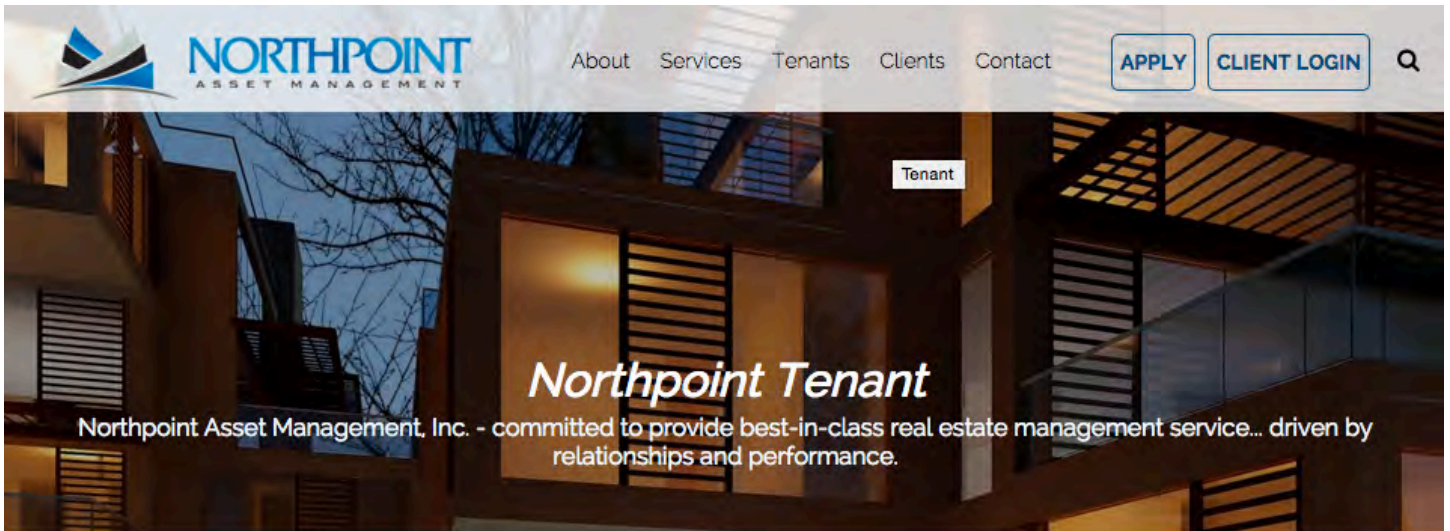 NORTHPOINT
ASSET MANAGEMENT
About Services Tenants Clients Contact APPLY CLIENT LOGIN
Tenant
Northpoint Tenant
Northpoint Asset Management, Inc. - committed to provide best-in-class real estate management service... driven by
relationships and performance.